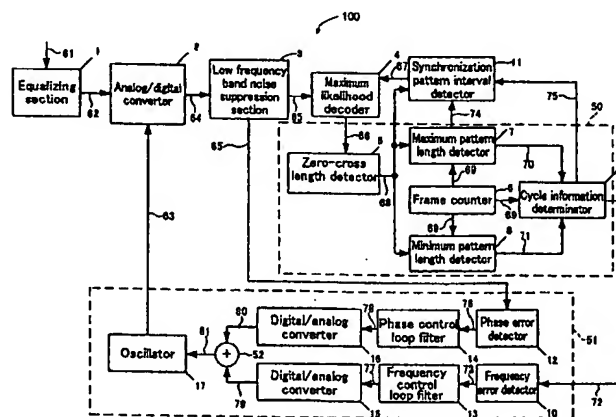 100
61
1
2
3
4
67
11
Equalizing section
Analog/digital converter
Low frequency band noise suppression section
Maximum likelihood decoder
Synchronization pattern interval detector
62
64
65
66
75
50
65
74
7
5
Maximum pattern length detector
70
Zero-cross length detector
68
69
63
Frame counter
6
69
Cycle information determinator
69
8
Minimum pattern length detector
71
80
79
78
51
Digital/analog converter
Phase control loop filter
Phase error detector
81
16
14
12
Oscillator
+
52
17
77
73
Digital/analog converter
Frequency control loop filter
Frequency error detector
79
15
13
10
72